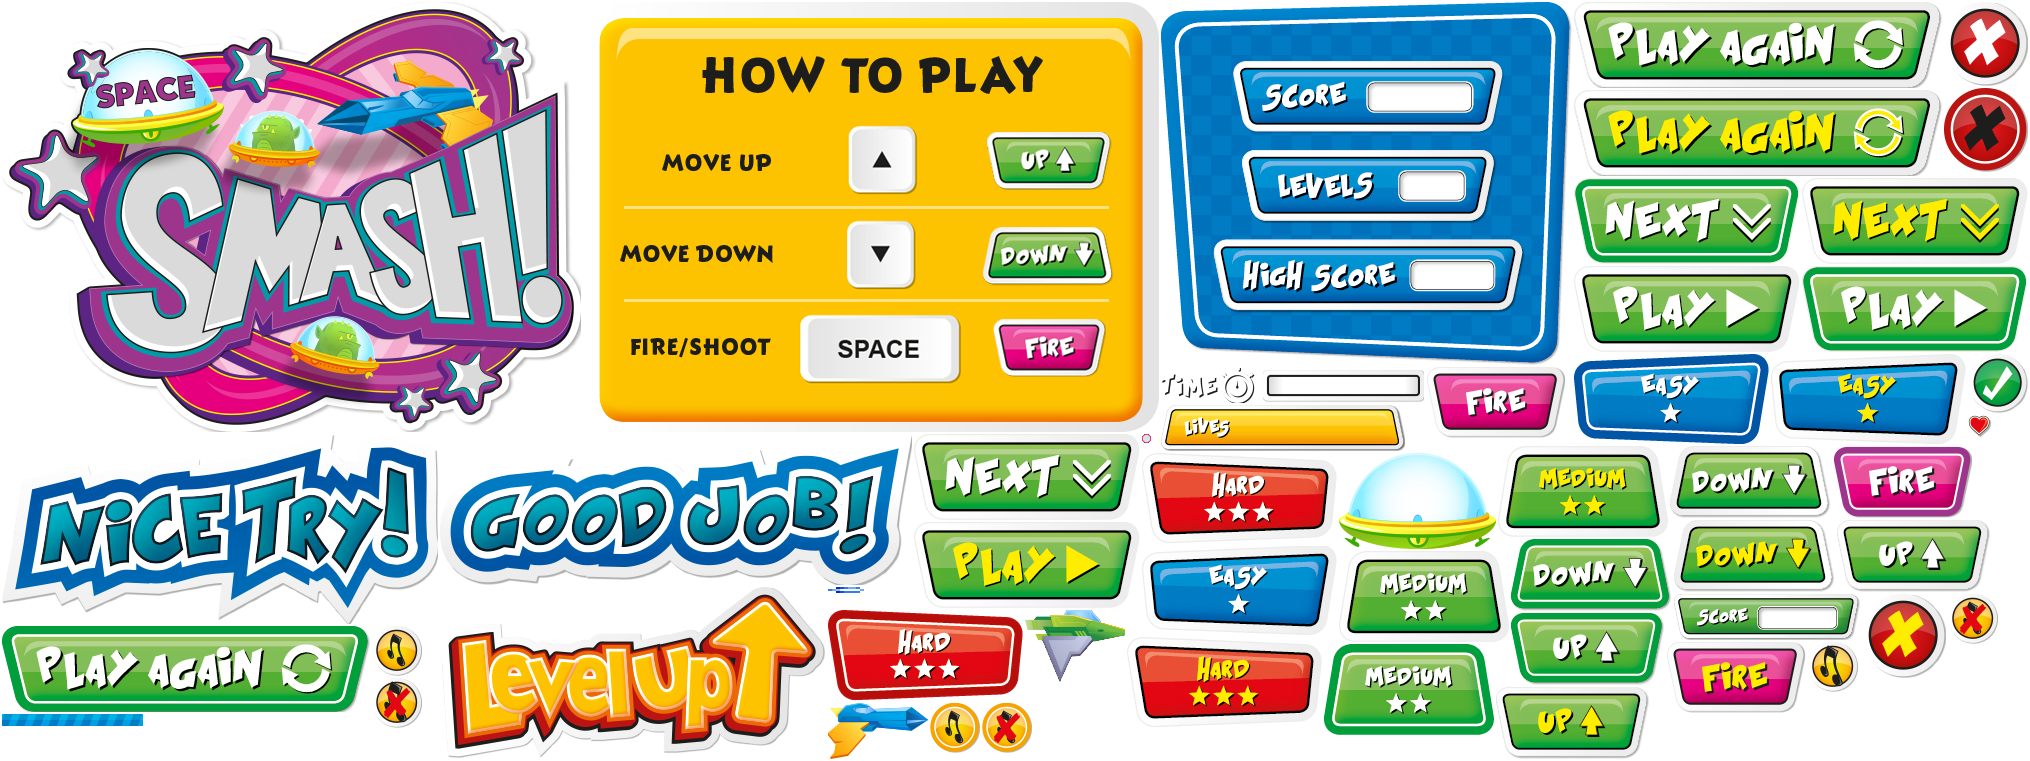 SPACE
SMASH!
HOW TO PLAY
MOVE UP
UP
MOVE DOWN
DOWN
FIRE/SHOOT
SPACE
FIRE
SCORE
LEVELS
HIGH SCORE
PLAY AGAIN
PLAY AGAIN
NEXT
NEXT
PLAY
PLAY
TIME
LIVES
FIRE
EASY
EASY
NICE TRY!
GOOD JOB!
NEXT
PLAY
HARD
EASY
HARD
MEDIUM
MEDIUM
MEDIUM
DOWN
FIRE
DOWN
DOWN
UP
UP
SCORE
FIRE
UP
PLAY AGAIN
Level Up
HARD